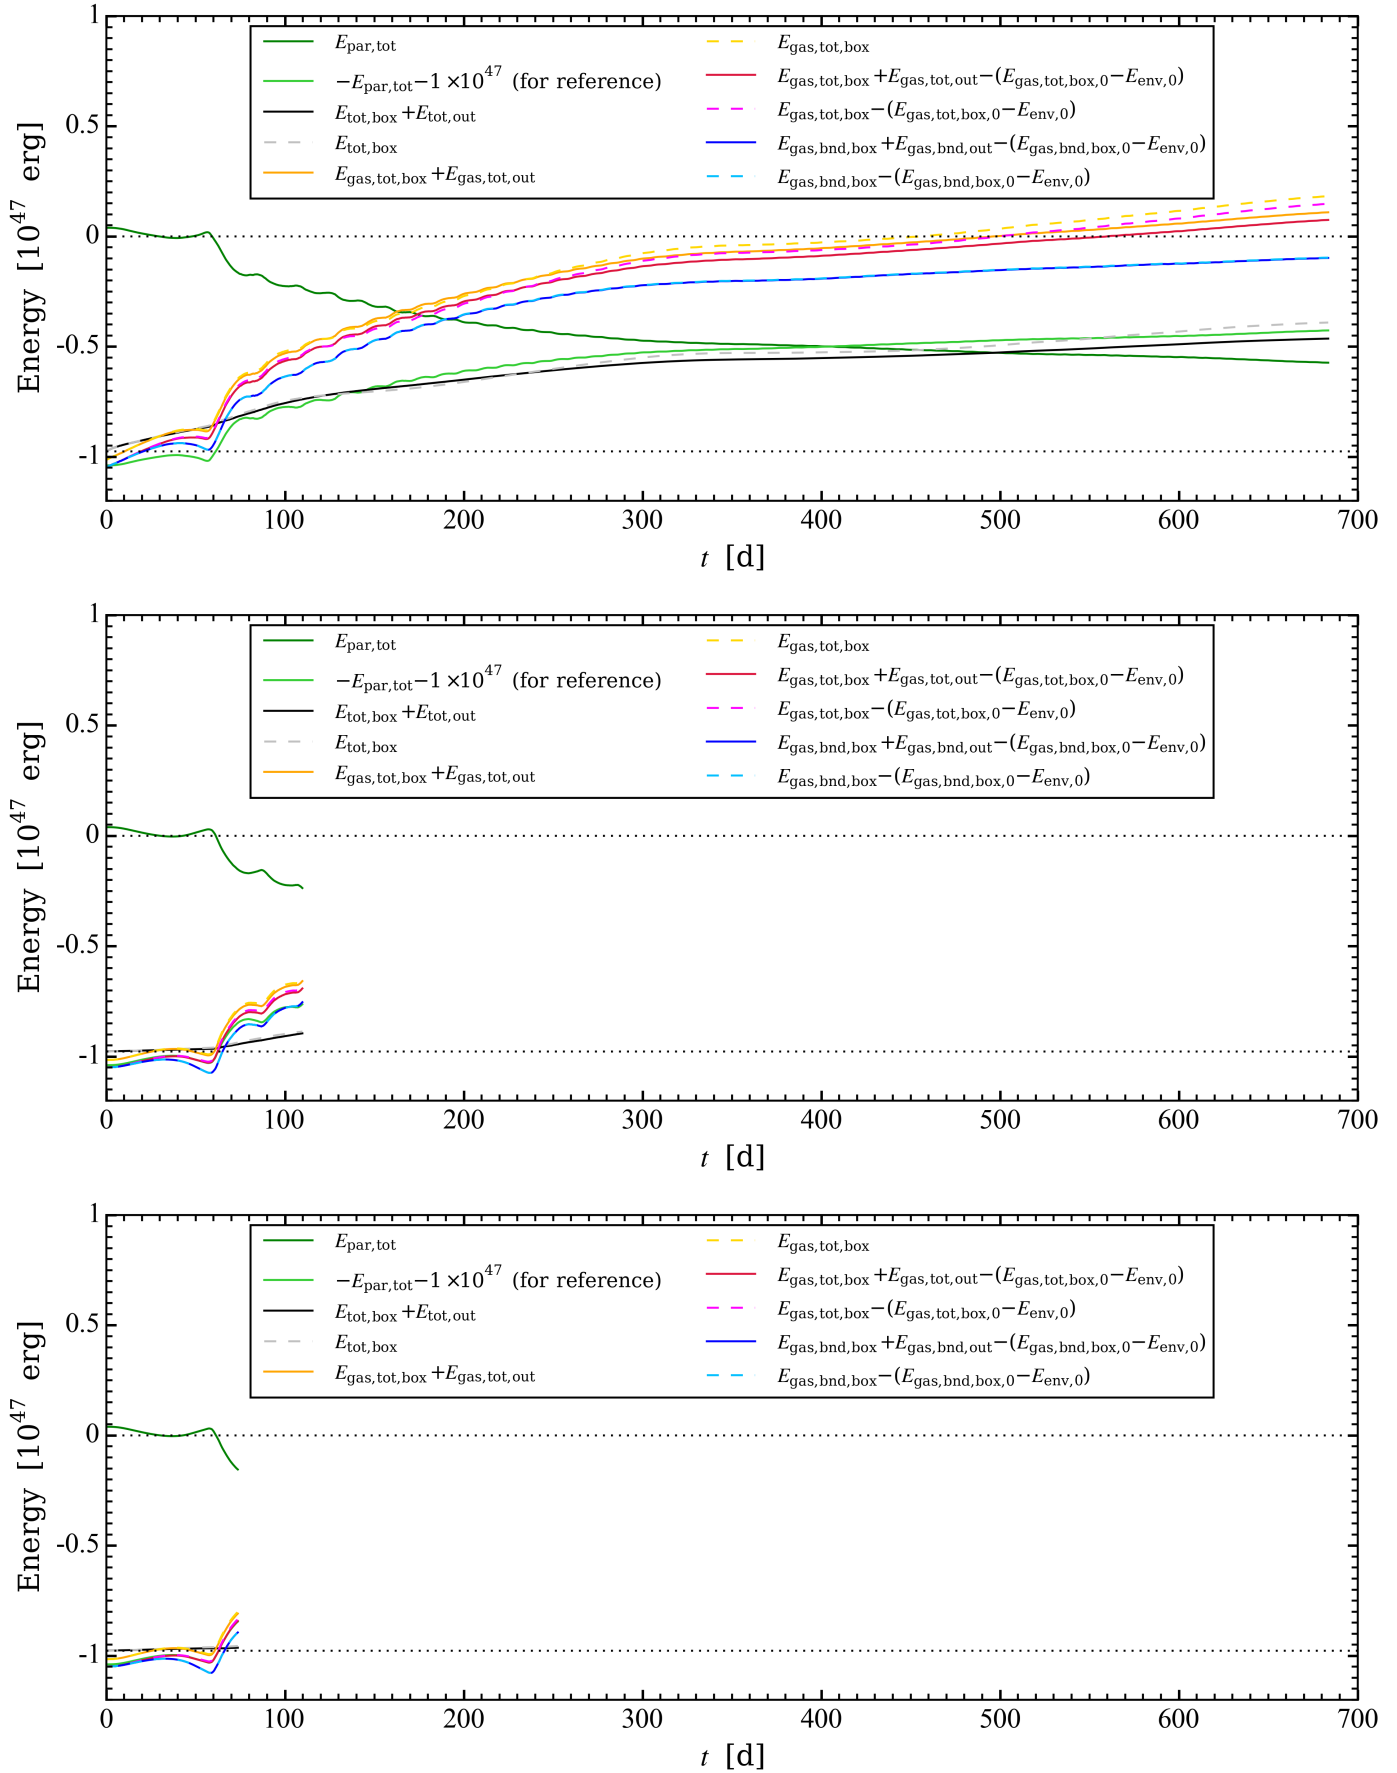 1
0.5
0
-0.5
-1
Energy [10^47 erg]
E_par,tot
−E_par,tot−1×10^47 (for reference)
E_tot,box+E_tot,out
E_tot,box
E_gas,tot,box+E_gas,tot,out
E_gas,tot,box
E_gas,tot,box+E_gas,tot,out−(E_gas,tot,box,0−E_env,0)
E_gas,tot,box−(E_gas,tot,box,0−E_env,0)
E_gas,bnd,box+E_gas,bnd,out−(E_gas,bnd,box,0−E_env,0)
E_gas,bnd,box−(E_gas,bnd,box,0−E_env,0)
0 100 200 300 400 500 600 700
t [d]
1
0.5
0
-0.5
-1
Energy [10^47 erg]
E_par,tot
−E_par,tot−1×10^47 (for reference)
E_tot,box+E_tot,out
E_tot,box
E_gas,tot,box+E_gas,tot,out
E_gas,tot,box
E_gas,tot,box+E_gas,tot,out−(E_gas,tot,box,0−E_env,0)
E_gas,tot,box−(E_gas,tot,box,0−E_env,0)
E_gas,bnd,box+E_gas,bnd,out−(E_gas,bnd,box,0−E_env,0)
E_gas,bnd,box−(E_gas,bnd,box,0−E_env,0)
0 100 200 300 400 500 600 700
t [d]
1
0.5
0
-0.5
-1
Energy [10^47 erg]
E_par,tot
−E_par,tot−1×10^47 (for reference)
E_tot,box+E_tot,out
E_tot,box
E_gas,tot,box+E_gas,tot,out
E_gas,tot,box
E_gas,tot,box+E_gas,tot,out−(E_gas,tot,box,0−E_env,0)
E_gas,tot,box−(E_gas,tot,box,0−E_env,0)
E_gas,bnd,box+E_gas,bnd,out−(E_gas,bnd,box,0−E_env,0)
E_gas,bnd,box−(E_gas,bnd,box,0−E_env,0)
0 100 200 300 400 500 600 700
t [d]